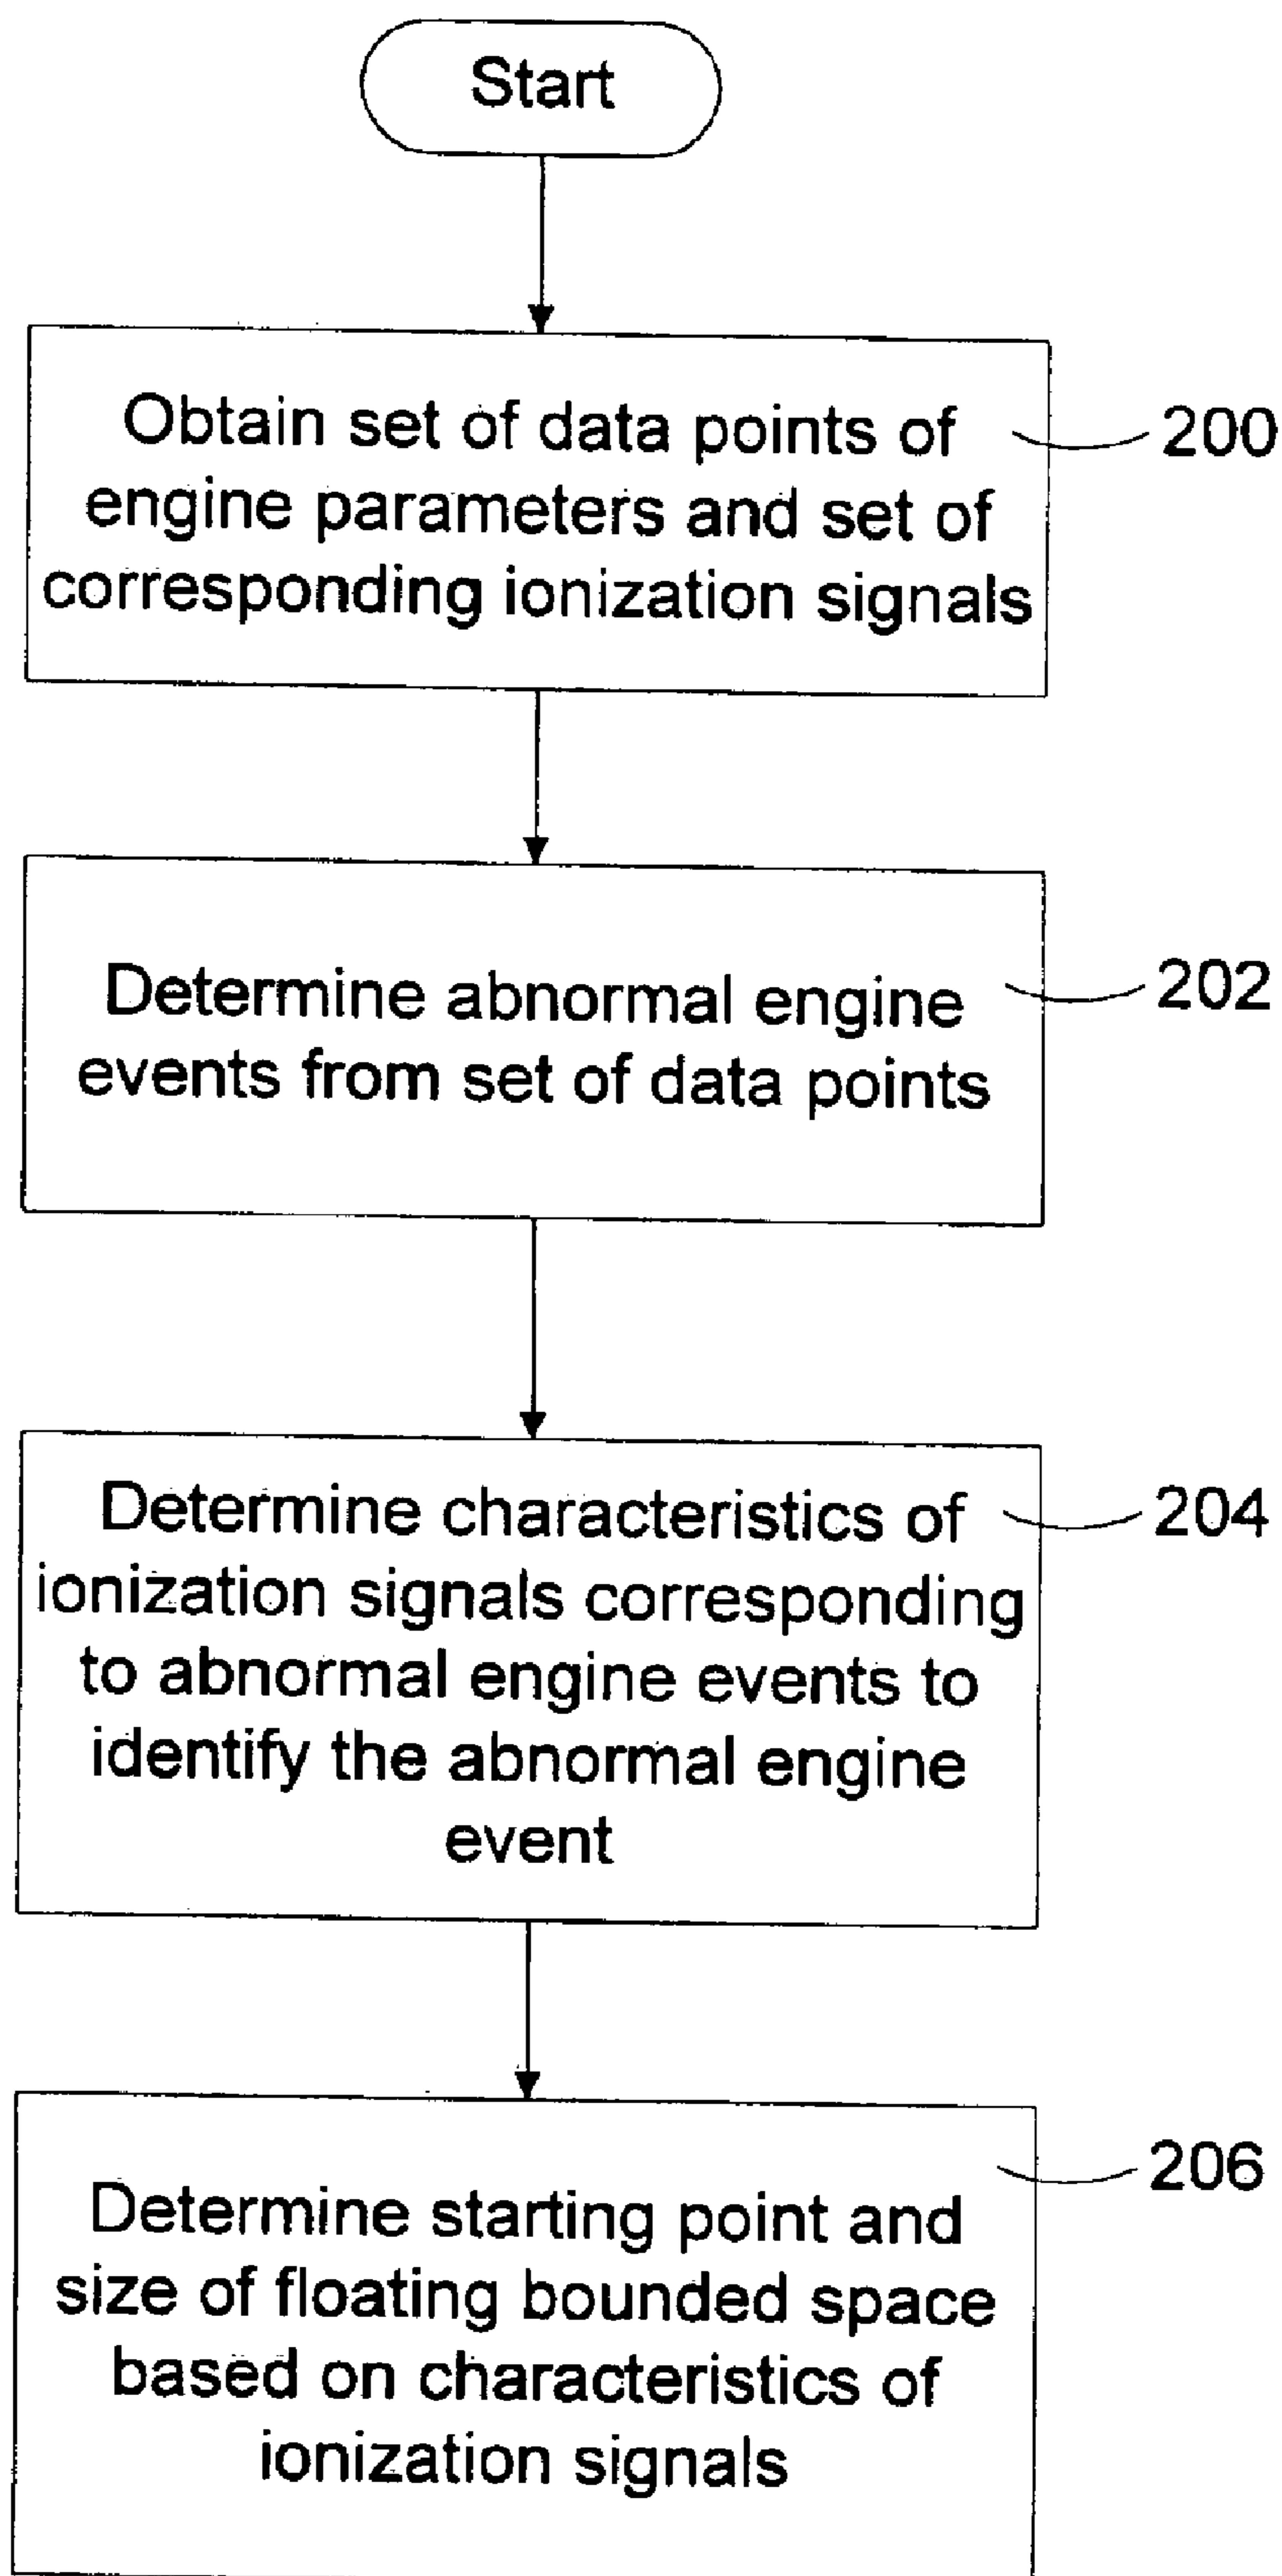 Start
Obtain set of data points of
engine parameters and set of
corresponding ionization signals
200
Determine abnormal engine
events from set of data points
202
Determine characteristics of
ionization signals corresponding
to abnormal engine events to
identify the abnormal engine
event
204
Determine starting point and
size of floating bounded space
based on characteristics of
ionization signals
206